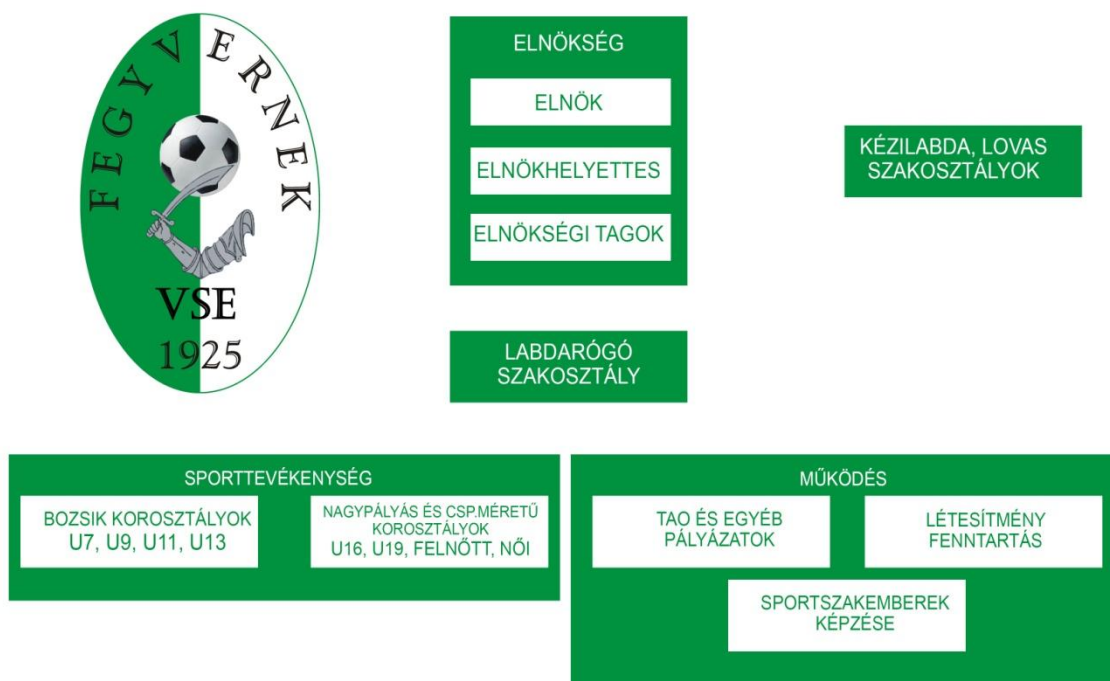 FEGYVERNEK
VSE
1925
ELNÖKSÉG
ELNÖK
ELNÖKHELYETTES
ELNÖKSÉGI TAGOK
KÉZILABDA, LOVAS
SZAKOSZTÁLYOK
LABDARÓGÓ
SZAKOSZTÁLY
SPORTTEVÉKENYSÉG
BOZSIK KOROSZTÁLYOK
U7, U9, U11, U13
NAGYPÁLYÁS ÉS CSP.MÉRETŰ
KOROSZTÁLYOK
U16, U19, FELNŐTT, NŐI
MŰKÖDÉS
TAO ÉS EGYÉB
PÁLYÁZATOK
LÉTESÍTMÉNY
FENNTARTÁS
SPORTSZAKEMBEREK
KÉPZÉSE